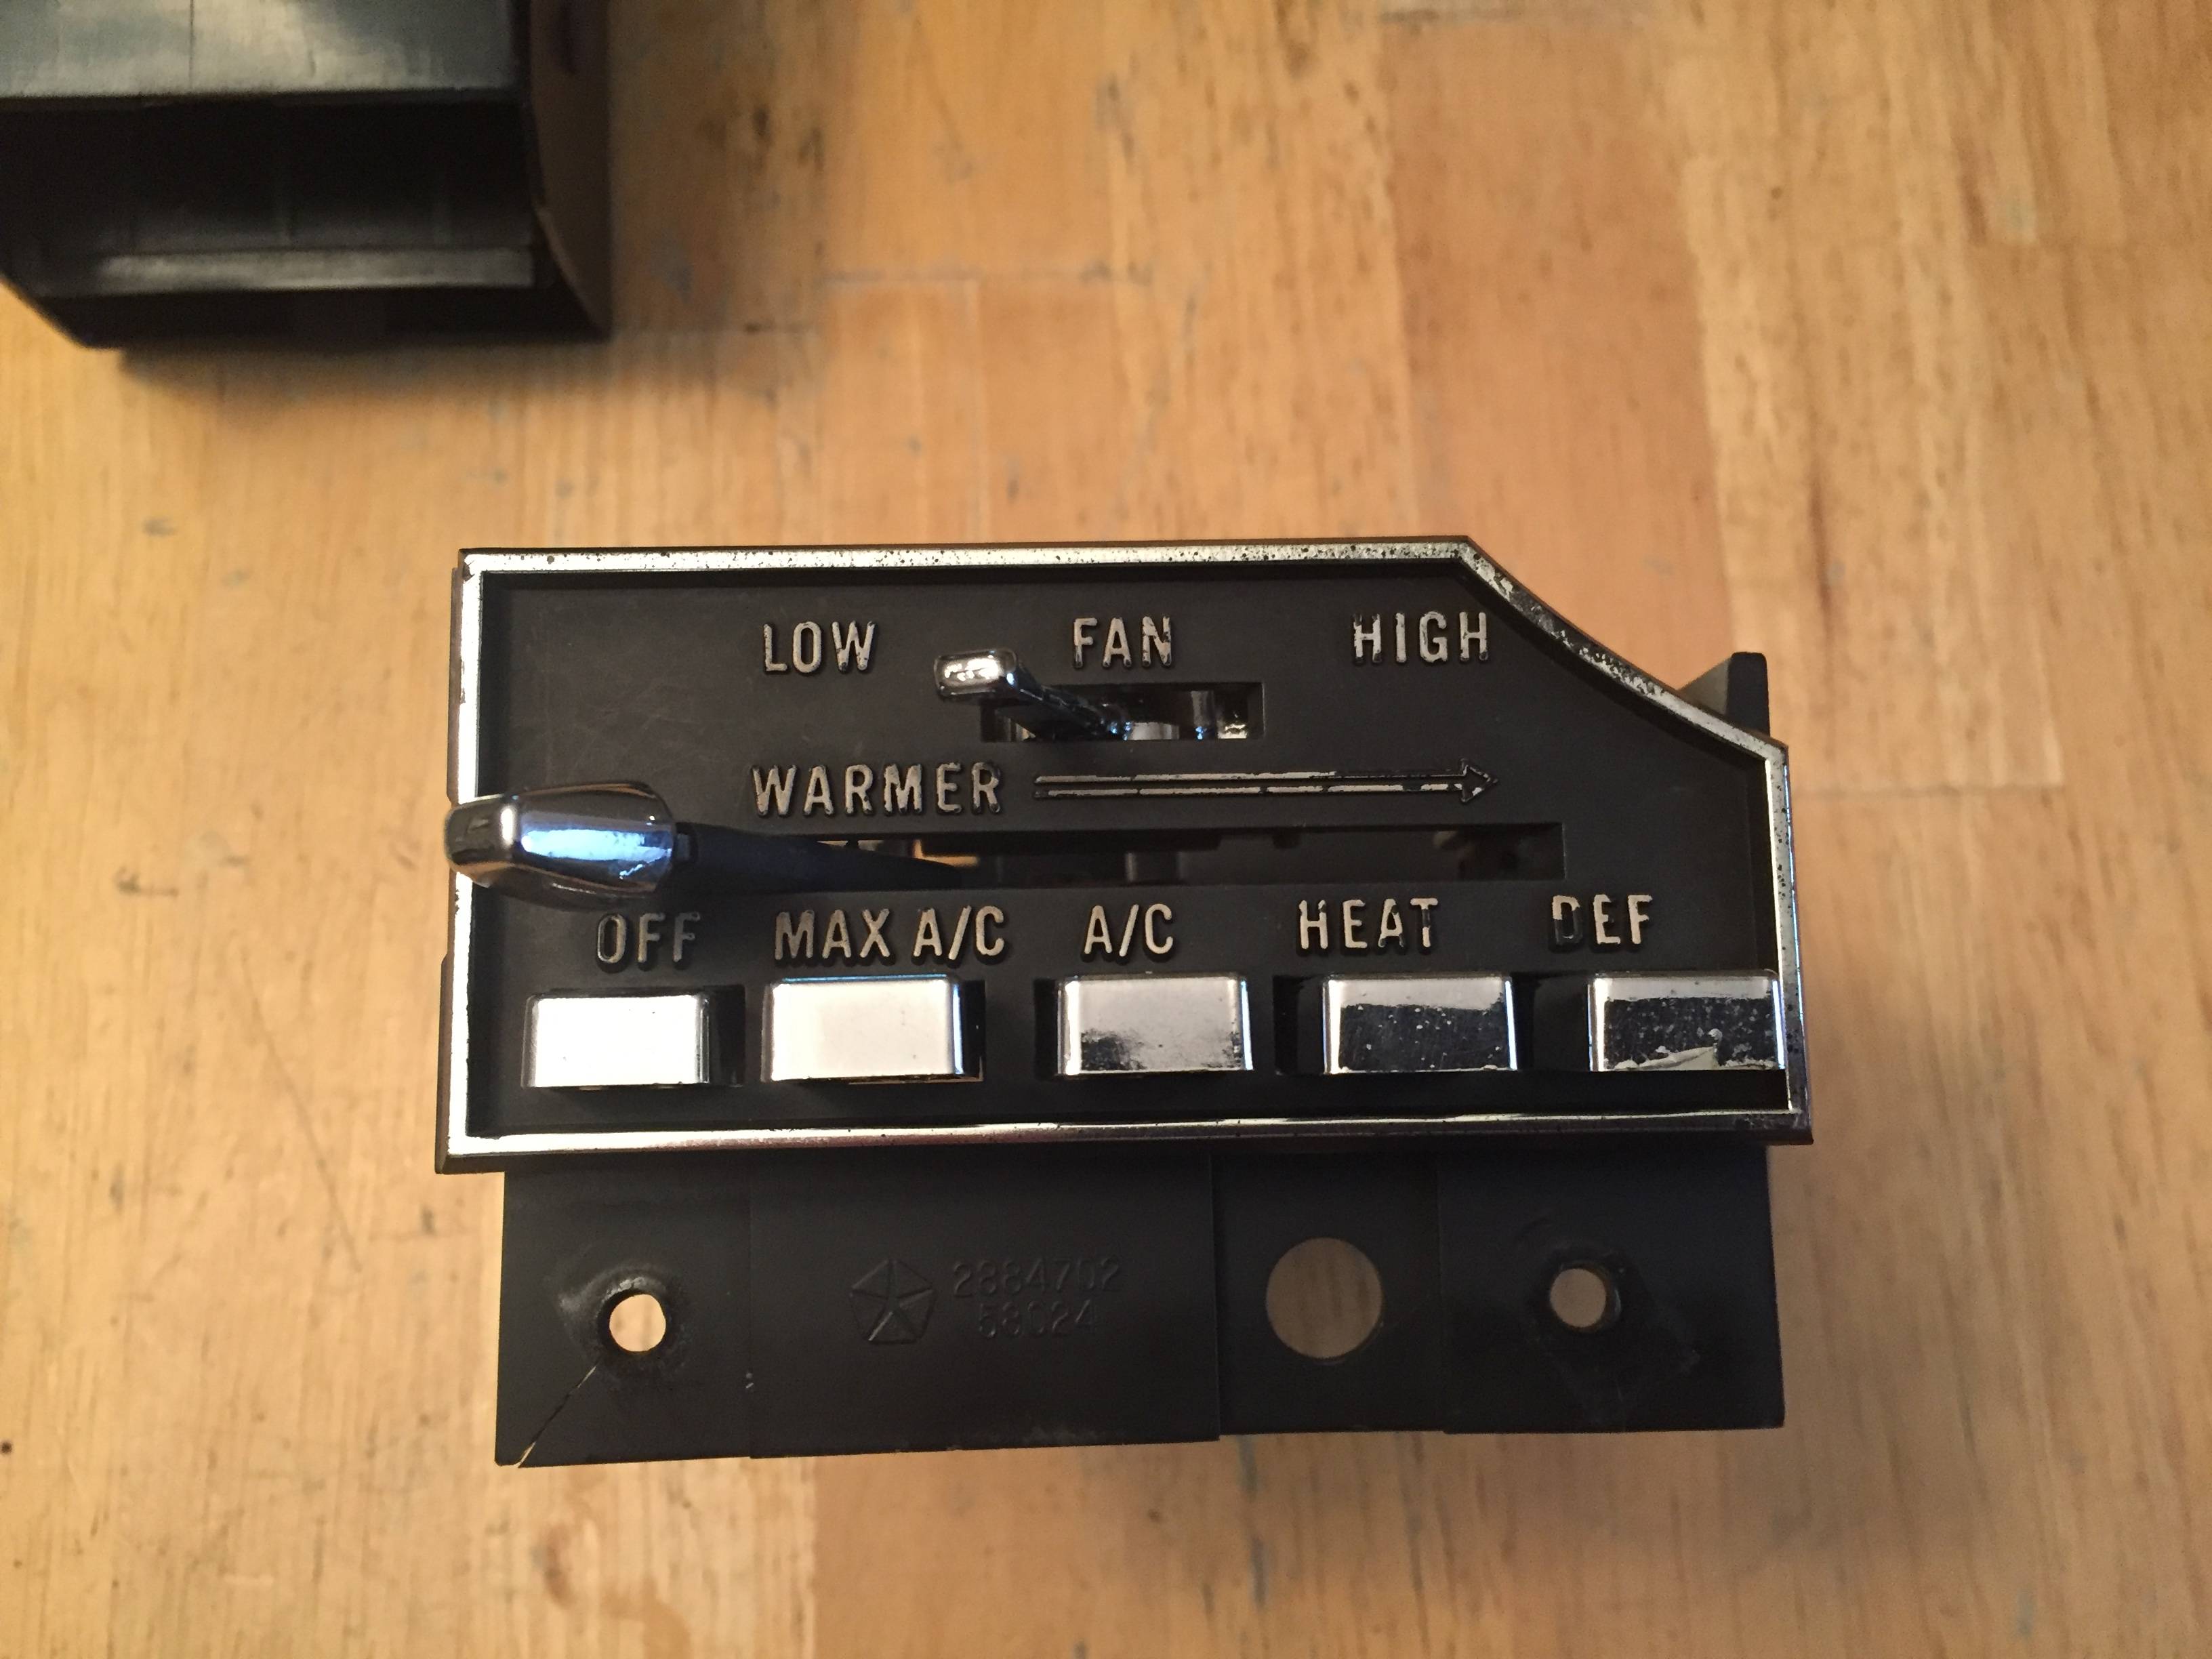 LOW FAN HIGH
WARMER
OFF MAX A/C A/C HEAT DEF
2884702
58024